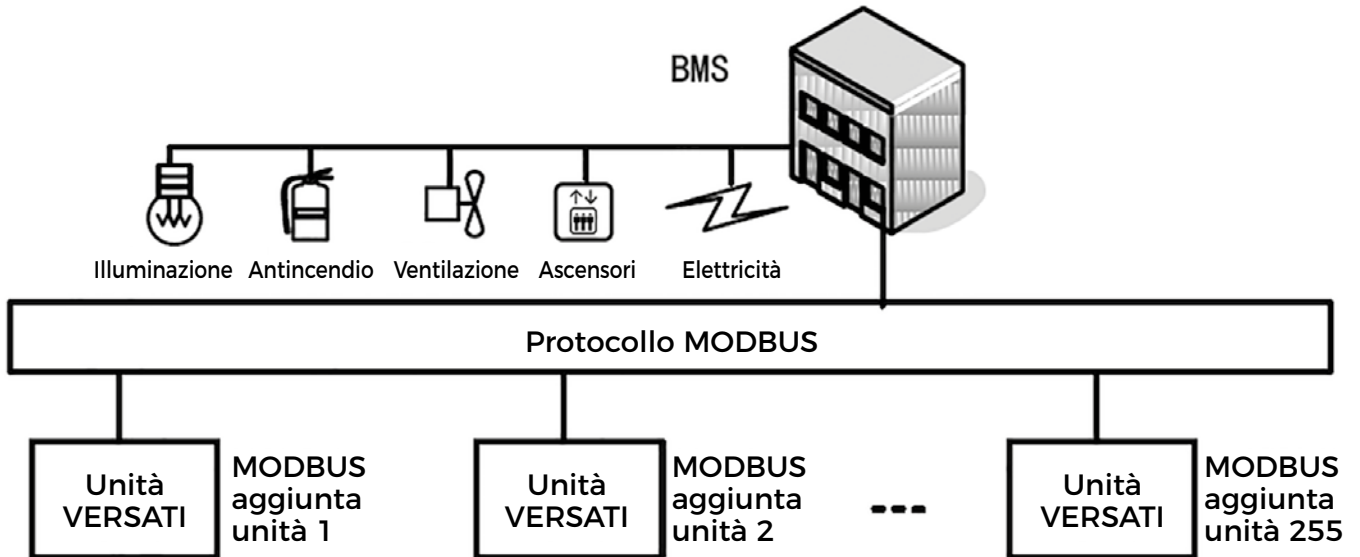 BMS
Illuminazione Antincendio Ventilazione Ascensori Elettricità
Protocollo MODBUS
Unità
VERSATI
MODBUS
aggiunta
unità 1
Unità
VERSATI
MODBUS
aggiunta
unità 2
Unità
VERSATI
MODBUS
aggiunta
unità 255